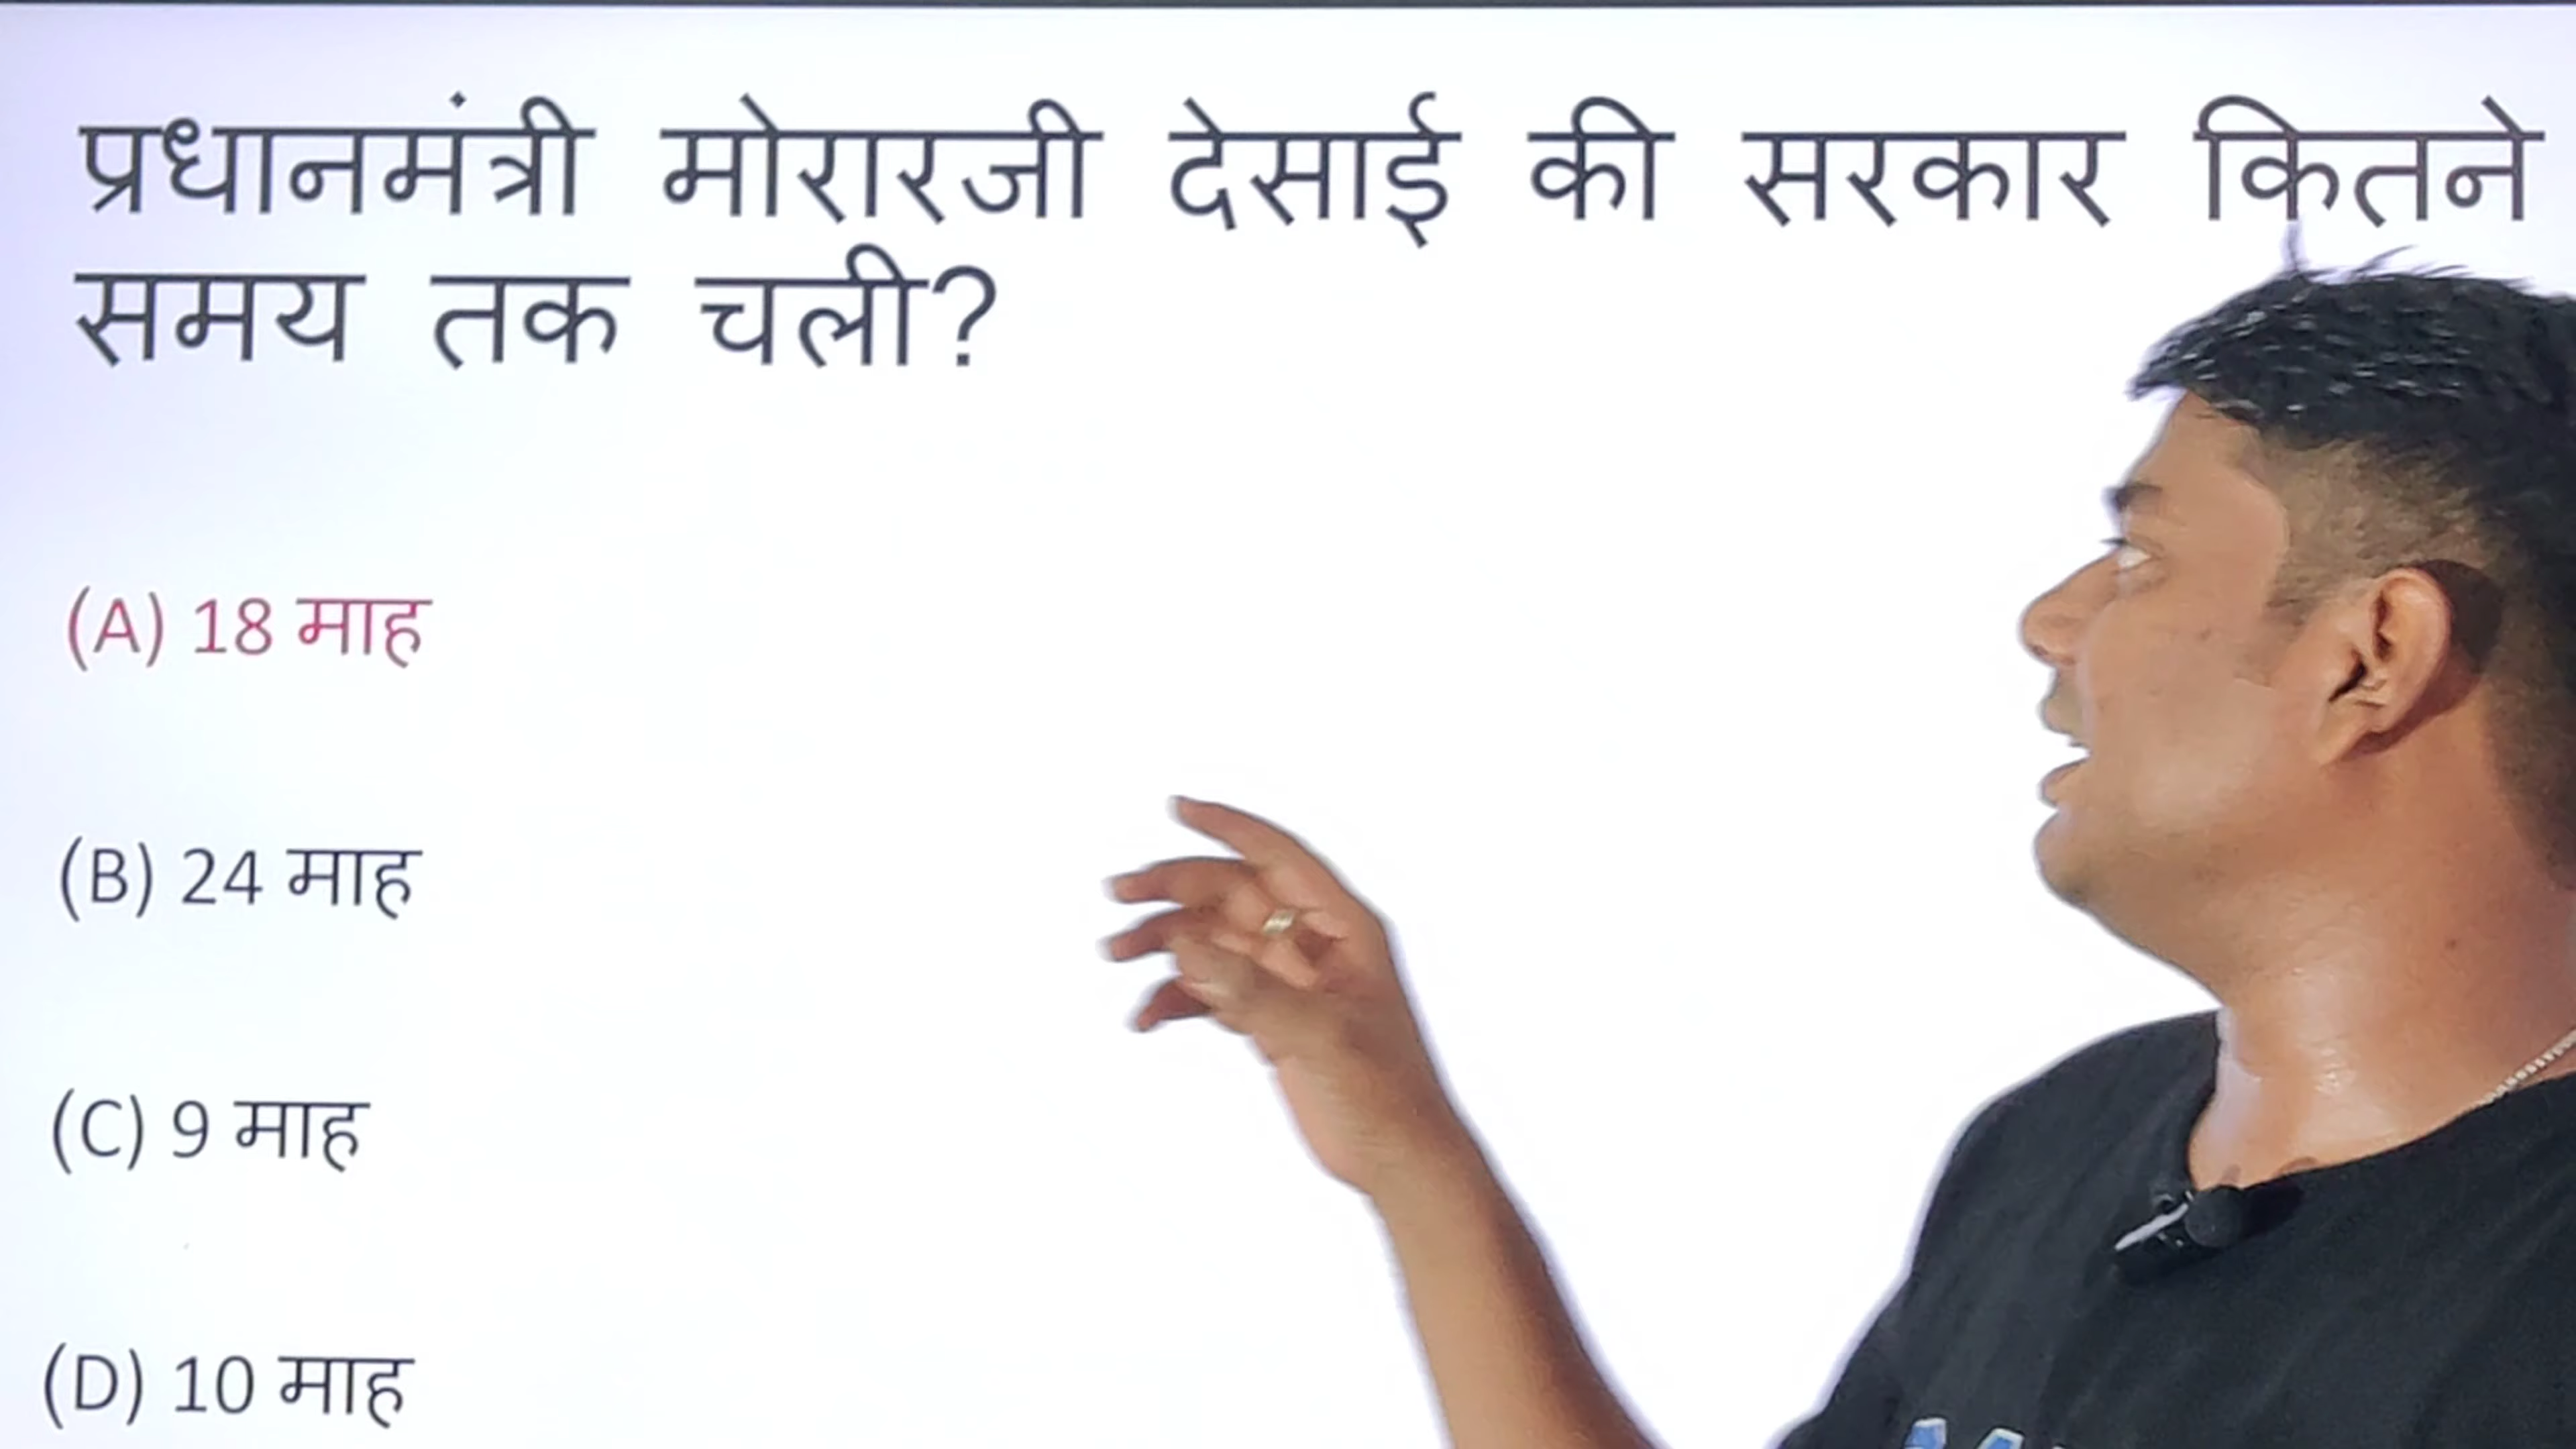 प्रधानमंत्री मोरारजी देसाई की सरकार कितने
समय तक चली?
(A) 18 माह
(B) 24 माह
(C) 9 माह
(D) 10 माह